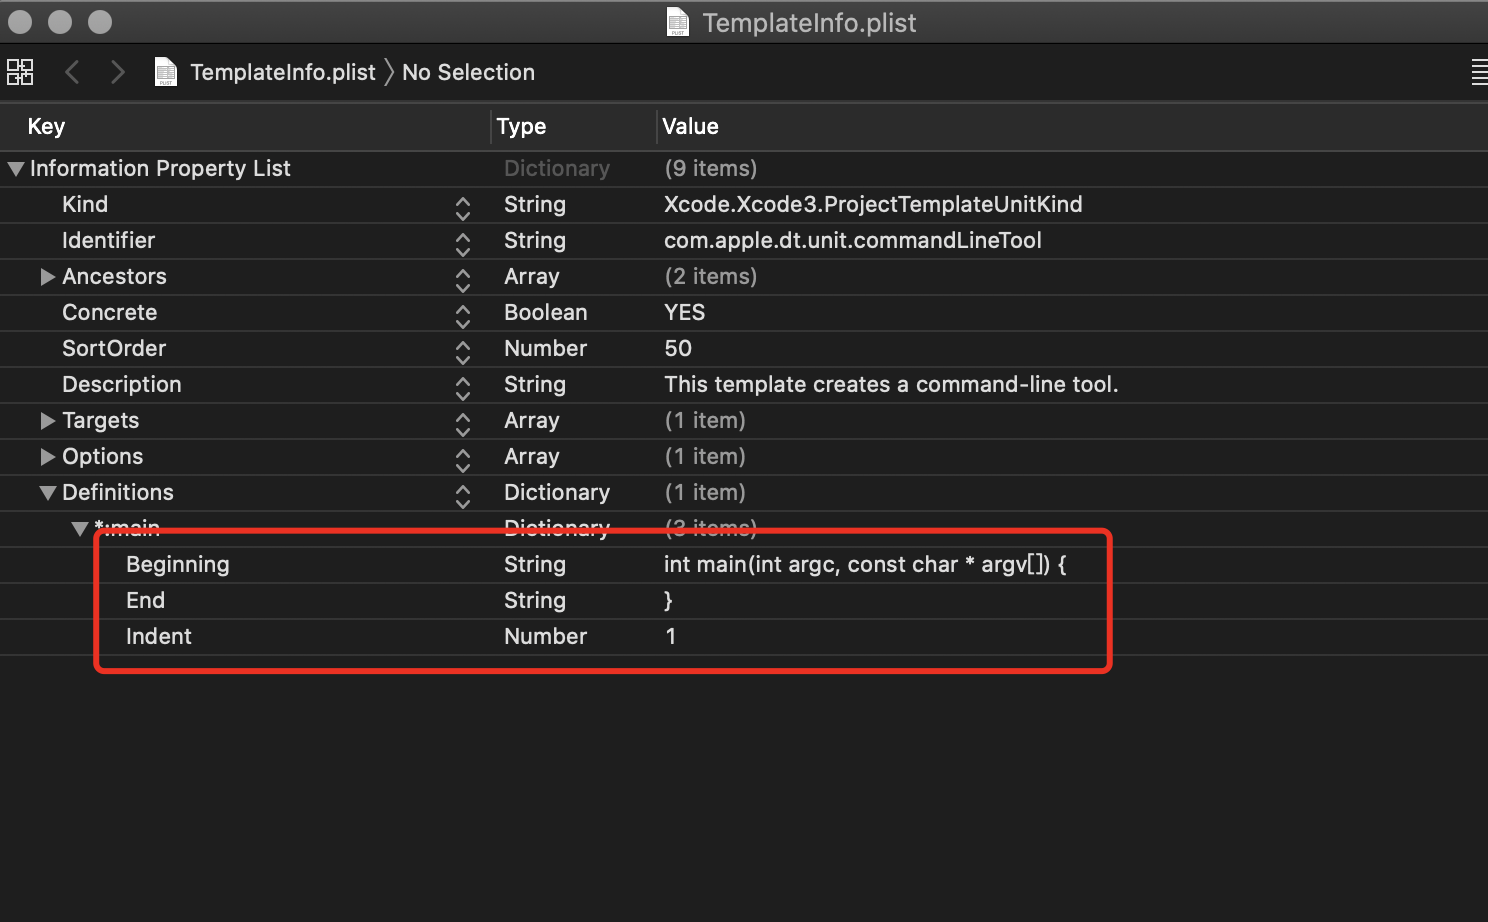 TemplateInfo.plist
TemplateInfo.plist No Selection
Key Type Value
Information Property List Dictionary (9 items)
Kind String Xcode.Xcode3.ProjectTemplateUnitKind
Identifier String com.apple.dt.unit.commandLineTool
Ancestors Array (2 items)
Concrete Boolean YES
SortOrder Number 50
Description String This template creates a command-line tool.
Targets Array (1 item)
Options Array (1 item)
Definitions Dictionary (1 item)
*:main Dictionary (3 items)
Beginning String int main(int argc, const char * argv[]) {
End String }
Indent Number 1